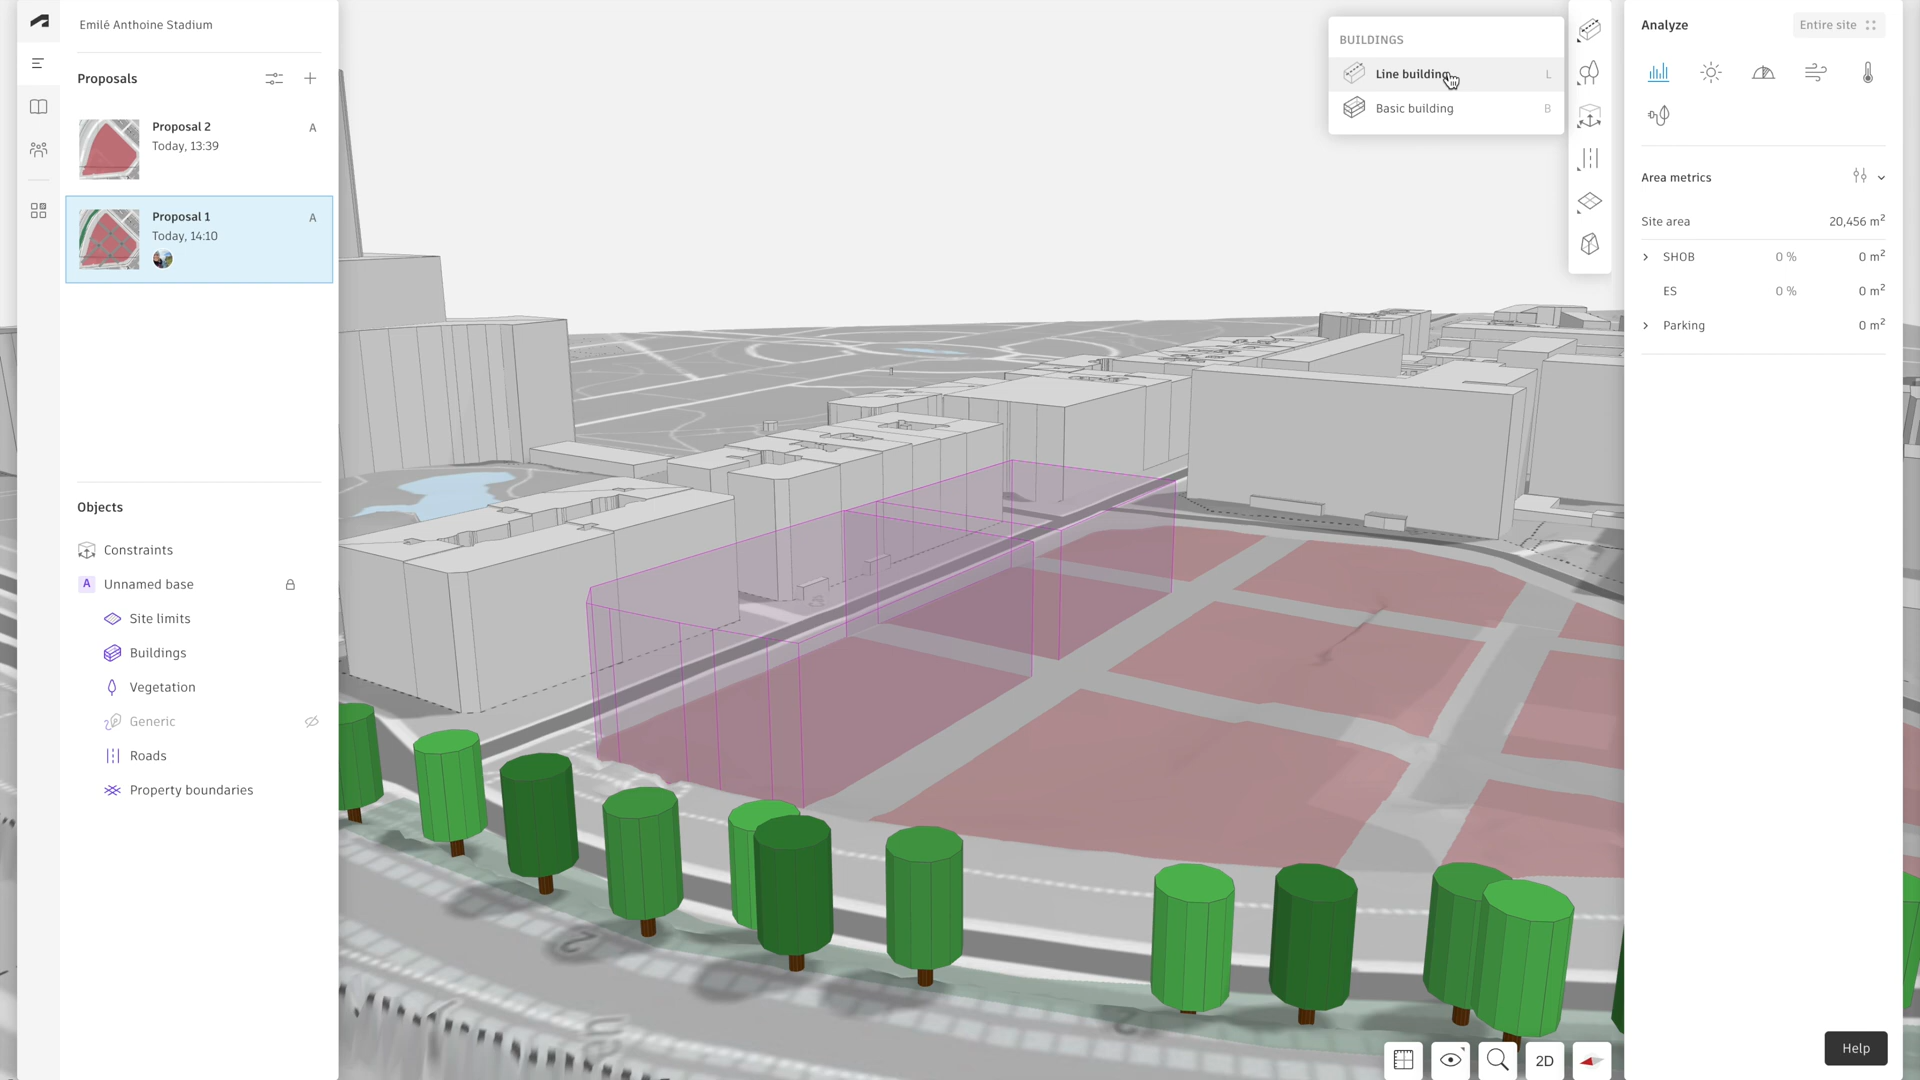 Emilé Anthoine Stadium
Proposals
Proposal 2
A
Today, 13:39
Proposal 1
A
Today, 14:10
Objects
Constraints
A
Unnamed base
Site limits
Buildings
Vegetation
Generic
Roads
Property boundaries
BUILDINGS
Line building
L
Basic building
B
2D
Analyze
Entire site
Area metrics
Site area
20,456 m²
SHOB
0 %
0 m²
ES
0 %
0 m²
Parking
0 m²
Help